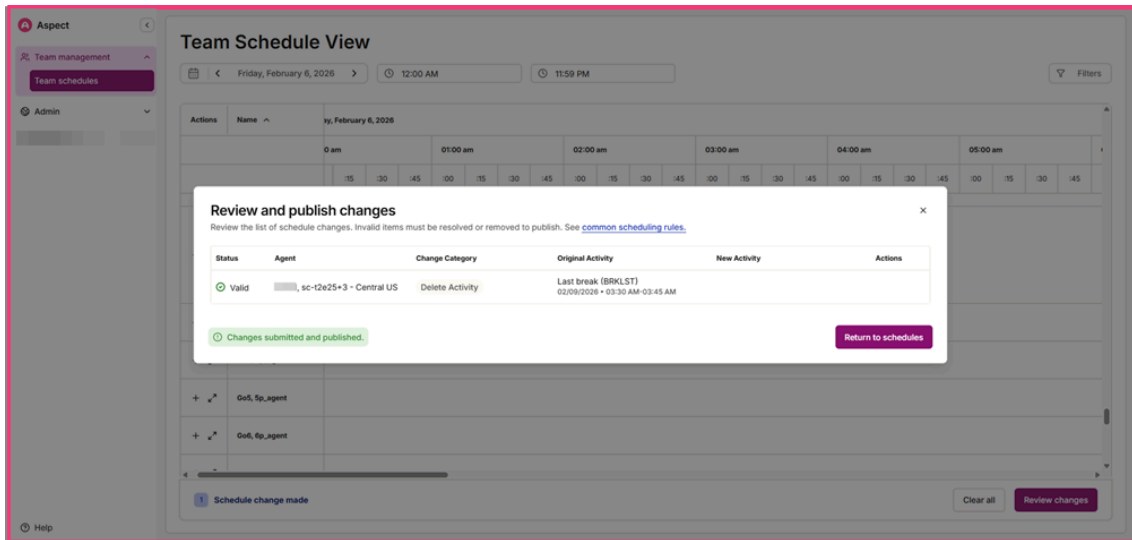 Aspect
Team management
Team schedules
Admin
Help
Team Schedule View
Friday, February 6, 2026
12:00 AM
11:59 PM
Filters
Actions Name ay, February 6, 2026
0 am 01:00 am 02:00 am 03:00 am 04:00 am 05:00 am
:15 :30 :45 :00 :15 :30 :45 :00 :15 :30 :45 :00 :15 :30 :45 :00 :15 :30 :45 :00 :15 :30 :45
Review and publish changes
Review the list of schedule changes. Invalid items must be resolved or removed to publish. See common scheduling rules.
Status Agent Change Category Original Activity New Activity Actions
Valid , sc-t2e25+3 - Central US Delete Activity Last break (BRKLST)
02/09/2026 • 03:30 AM-03:45 AM
Changes submitted and published.
Return to schedules
Go5, 5p_agent
Go6, 6p_agent
1 Schedule change made
Clear all
Review changes